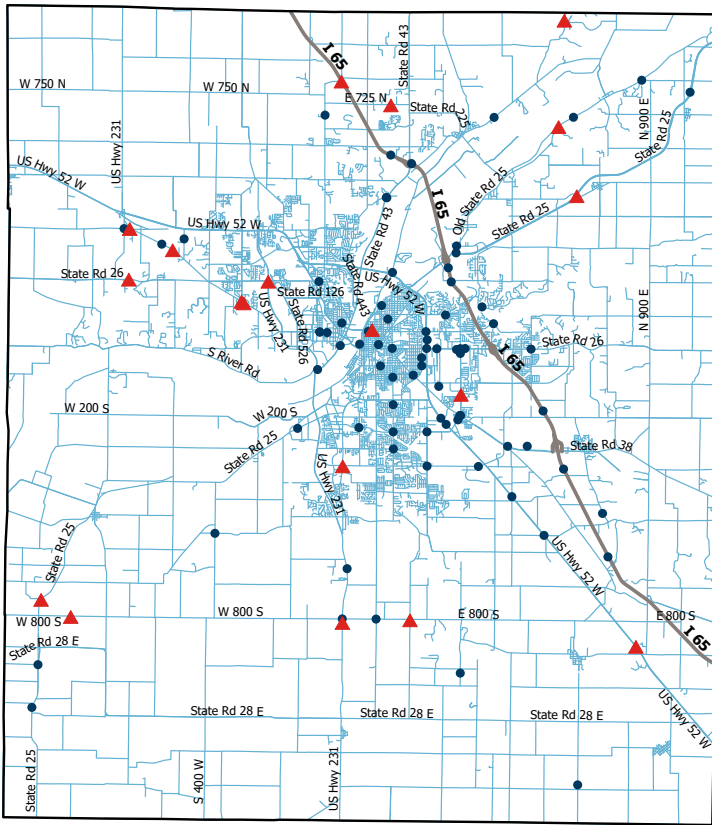 State Rd 43
I 65
W 750 N
W 750 N
E 725 N
State Rd 225
N 900 E
State Rd 25
US Hwy 231
US Hwy 52 W
Old State Rd 25
I 65
State Rd 25
US Hwy 52 W
State Rd 43
State Rd 26
US Hwy 52 W
State Rd 126
State Rd 443
US Hwy 231
State Rd 526
N 900 E
State Rd 26
I 65
S River Rd
W 200 S
W 200 S
State Rd 25
State Rd 38
US Hwy 231
State Rd 25
US Hwy 52 W
W 800 S
W 800 S
E 800 S
E 800 S
I 65
State Rd 28 E
State Rd 28 E
State Rd 28 E
State Rd 28 E
US Hwy 52 W
State Rd 25
S 400 W
US Hwy 231